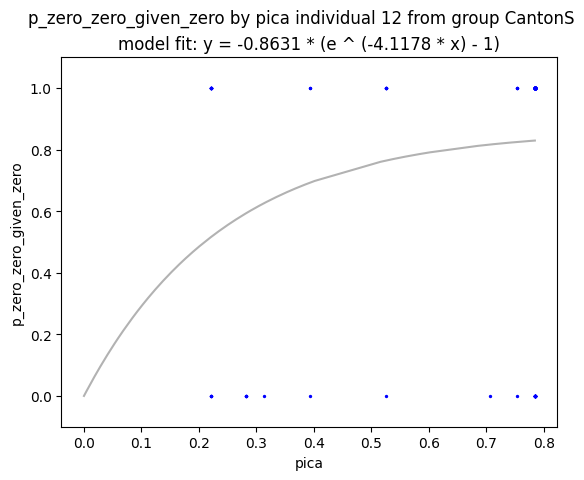 p_zero_zero_given_zero by pica individual 12 from group CantonS
model fit: y = -0.8631 * (e ^ (-4.1178 * x) - 1)
1.0
0.8
0.6
0.4
0.2
0.0
p_zero_zero_given_zero
0.0 0.1 0.2 0.3 0.4 0.5 0.6 0.7 0.8
pica